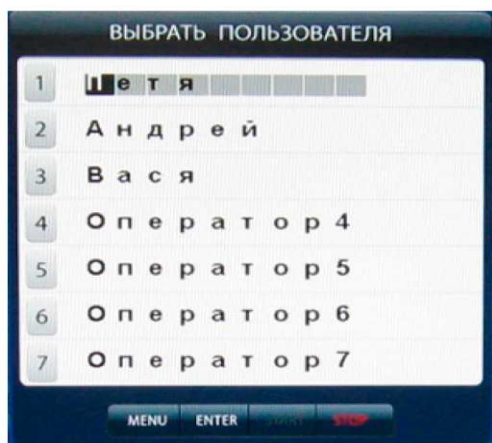 ВЫБРАТЬ ПОЛЬЗОВАТЕЛЯ
1 Петя
2 Андрей
3 Вася
4 Оператор4
5 Оператор5
6 Оператор6
7 Оператор7
MENU ENTER START STOP